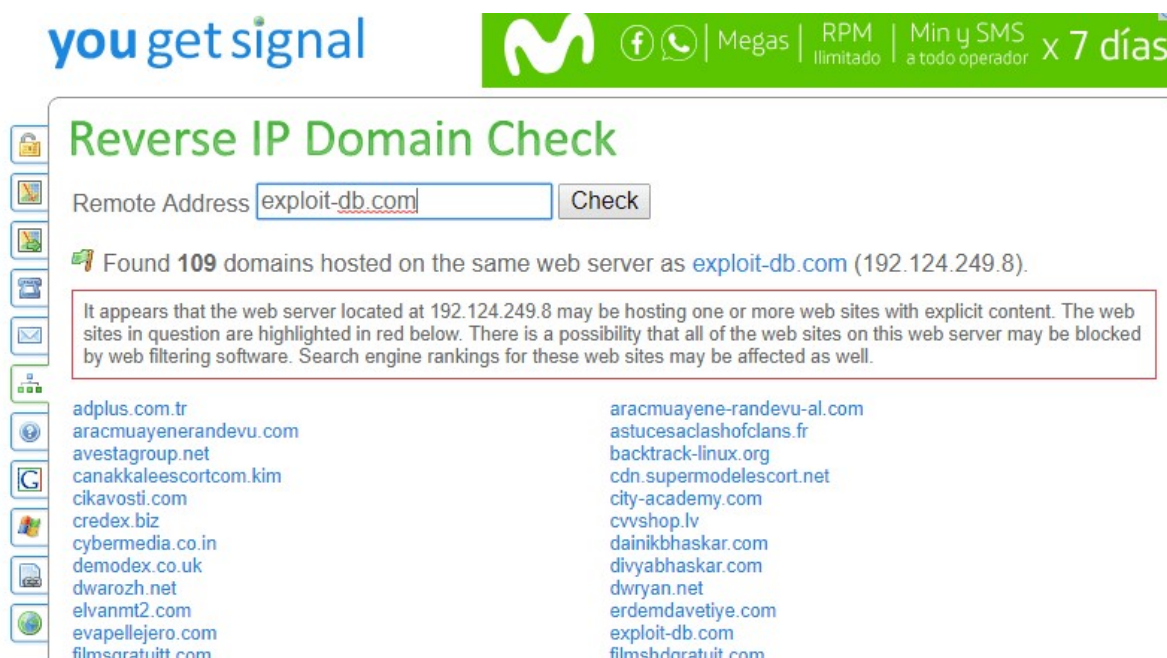 you get signal
Megas | RPM Ilimitado | Min y SMS a todo operador x 7 días
Reverse IP Domain Check
Remote Address exploit-db.com Check
Found 109 domains hosted on the same web server as exploit-db.com (192.124.249.8).
It appears that the web server located at 192.124.249.8 may be hosting one or more web sites with explicit content. The web
sites in question are highlighted in red below. There is a possibility that all of the web sites on this web server may be blocked
by web filtering software. Search engine rankings for these web sites may be affected as well.
adplus.com.tr
aracmuayenerandevu.com
avestagroup.net
canakkaleescortcom.kim
cikavosti.com
credex.biz
cybermedia.co.in
demodex.co.uk
dwarozh.net
elvanmt2.com
evapellejero.com
filmsgratuitt.com
aracmuayene-randevu-al.com
astucesaclashofclans.fr
backtrack-linux.org
cdn.supermodelescort.net
city-academy.com
cvvshop.lv
dainikbhaskar.com
divyabhaskar.com
dwryan.net
erdemdavetiye.com
exploit-db.com
filmshdgratuit.com